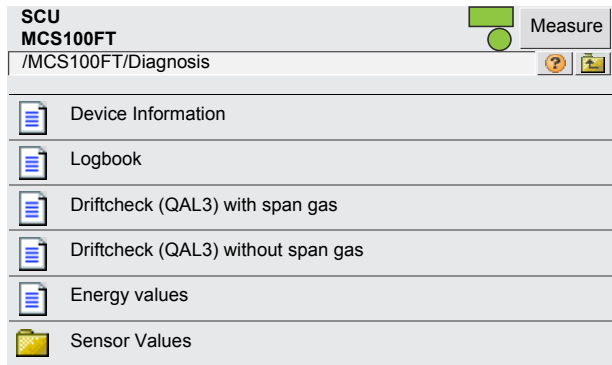 SCU
MCS100FT
Measure
/MCS100FT/Diagnosis
?
Device Information
Logbook
Driftcheck (QAL3) with span gas
Driftcheck (QAL3) without span gas
Energy values
Sensor Values